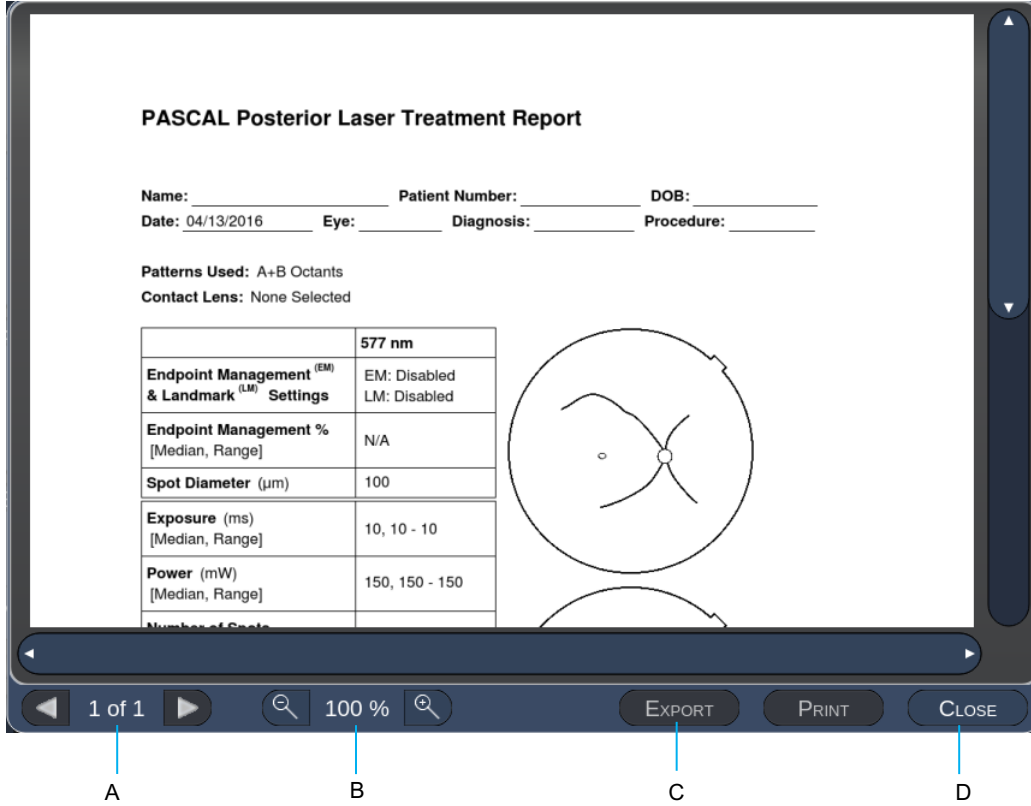 PASCAL Posterior Laser Treatment Report
Name: Patient Number: DOB:
Date: 04/13/2016 Eye: Diagnosis: Procedure:
Patterns Used: A+B Octants
Contact Lens: None Selected
577 nm
Endpoint Management (EM)
& Landmark (LM) Settings
EM: Disabled
LM: Disabled
Endpoint Management %
[Median, Range]
N/A
Spot Diameter (µm) 100
Exposure (ms)
[Median, Range]
10, 10 - 10
Power (mW)
[Median, Range]
150, 150 - 150
Number of Spots
1 of 1 100 % EXPORT PRINT CLOSE
A B C D